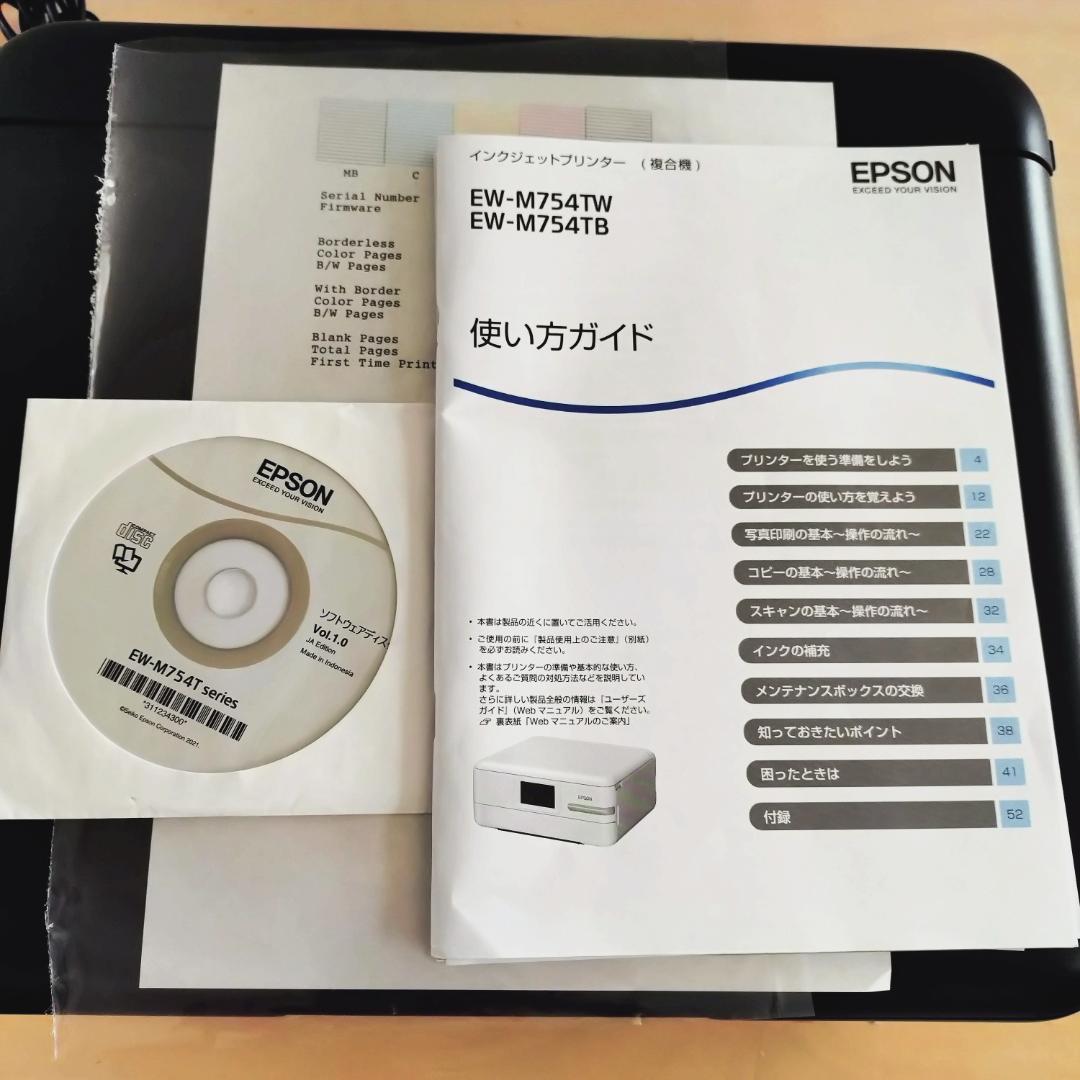 MB C
Serial Number
Firmware
Borderless
Color Pages
B/W Pages
With Border
Color Pages
B/W Pages
Blank Pages
Total Pages
First Time Print
インクジェットプリンター （複合機）
EPSON
EXCEED YOUR VISION
EW-M754TW
EW-M754TB
使い方ガイド
プリンターを使う準備をしよう 4
プリンターの使い方を覚えよう 12
写真印刷の基本～操作の流れ～ 22
コピーの基本～操作の流れ～ 28
スキャンの基本～操作の流れ～ 32
インクの補充 34
メンテナンスボックスの交換 36
知っておきたいポイント 38
困ったときは 41
付録 52
• 本書は製品の近くに置いてご活用ください。
• ご使用の前に『製品使用上のご注意』（別紙）
を必ずお読みください。
• 本書はプリンターの準備や基本的な使い方、
よくあるご質問の対処方法などを説明してい
ます。
さらに詳しい製品全般の情報は『ユーザーズ
ガイド』（Web マニュアル）をご覧ください。
☞ 裏表紙「Web マニュアルのご案内」
EPSON
EPSON
EXCEED YOUR VISION
COMPACT
disc
ソフトウェアディス
Vol.1.0
JA Edition
Made in Indonesia
EW-M754T series
*311234300*
©Seiko Epson Corporation 2021.